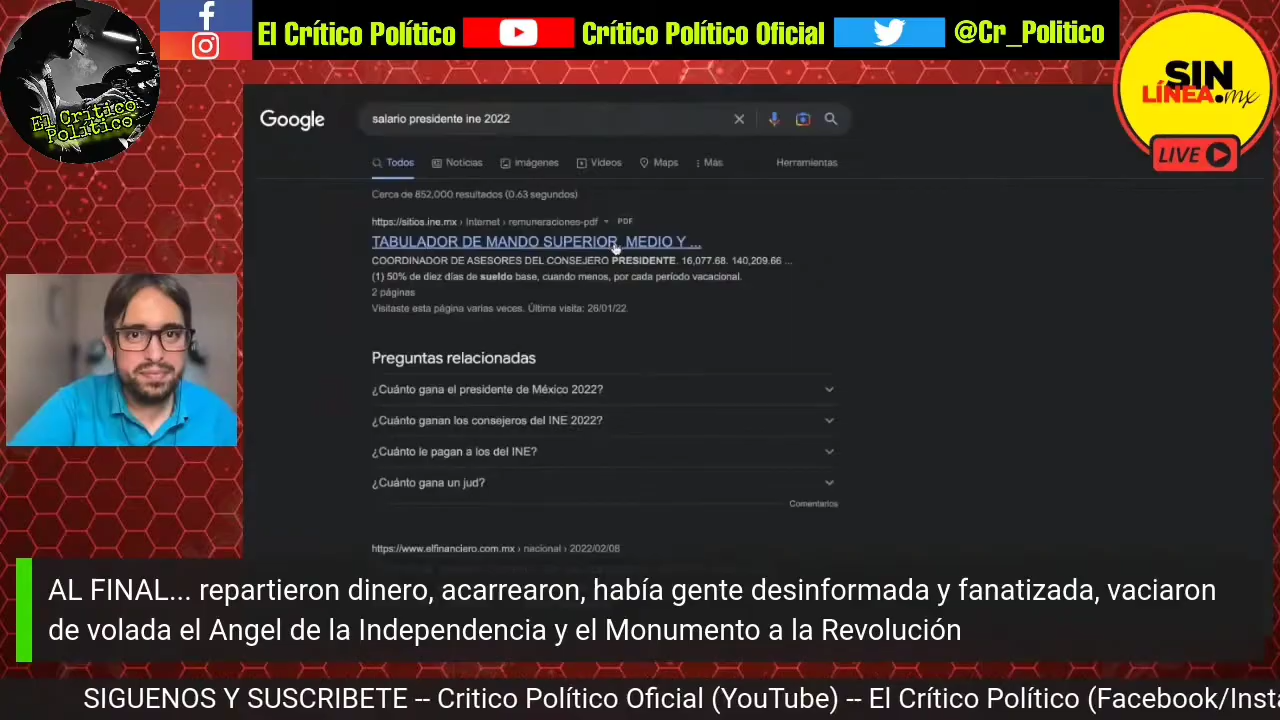 El Crítico Político
Crítico Político Oficial
@Cr_Politico
El Crítico
Político
SIN
LÍNEA.mx
LIVE
Google
salario presidente ine 2022
Todos
Noticias
Imágenes
Videos
Maps
Más
Herramientas
Cerca de 852,000 resultados (0.63 segundos)
https://sitios.ine.mx › Internet › remuneraciones-pdf PDF
TABULADOR DE MANDO SUPERIOR, MEDIO Y ...
COORDINADOR DE ASESORES DEL CONSEJERO PRESIDENTE. 16,077.68. 140,209.66 ...
(1) 50% de diez días de sueldo base, cuando menos, por cada período vacacional.
2 páginas
Visitaste esta página varias veces. Última visita: 26/01/22.
Preguntas relacionadas
¿Cuánto gana el presidente de México 2022?
¿Cuánto ganan los consejeros del INE 2022?
¿Cuánto le pagan a los del INE?
¿Cuánto gana un jud?
Comentarios
https://www.elfinanciero.com.mx › nacional › 2022/02/08
AL FINAL... repartieron dinero, acarrearon, había gente desinformada y fanatizada, vaciaron
de volada el Angel de la Independencia y el Monumento a la Revolución
SIGUENOS Y SUSCRIBETE -- Critico Político Oficial (YouTube) -- El Crítico Político (Facebook/Insta